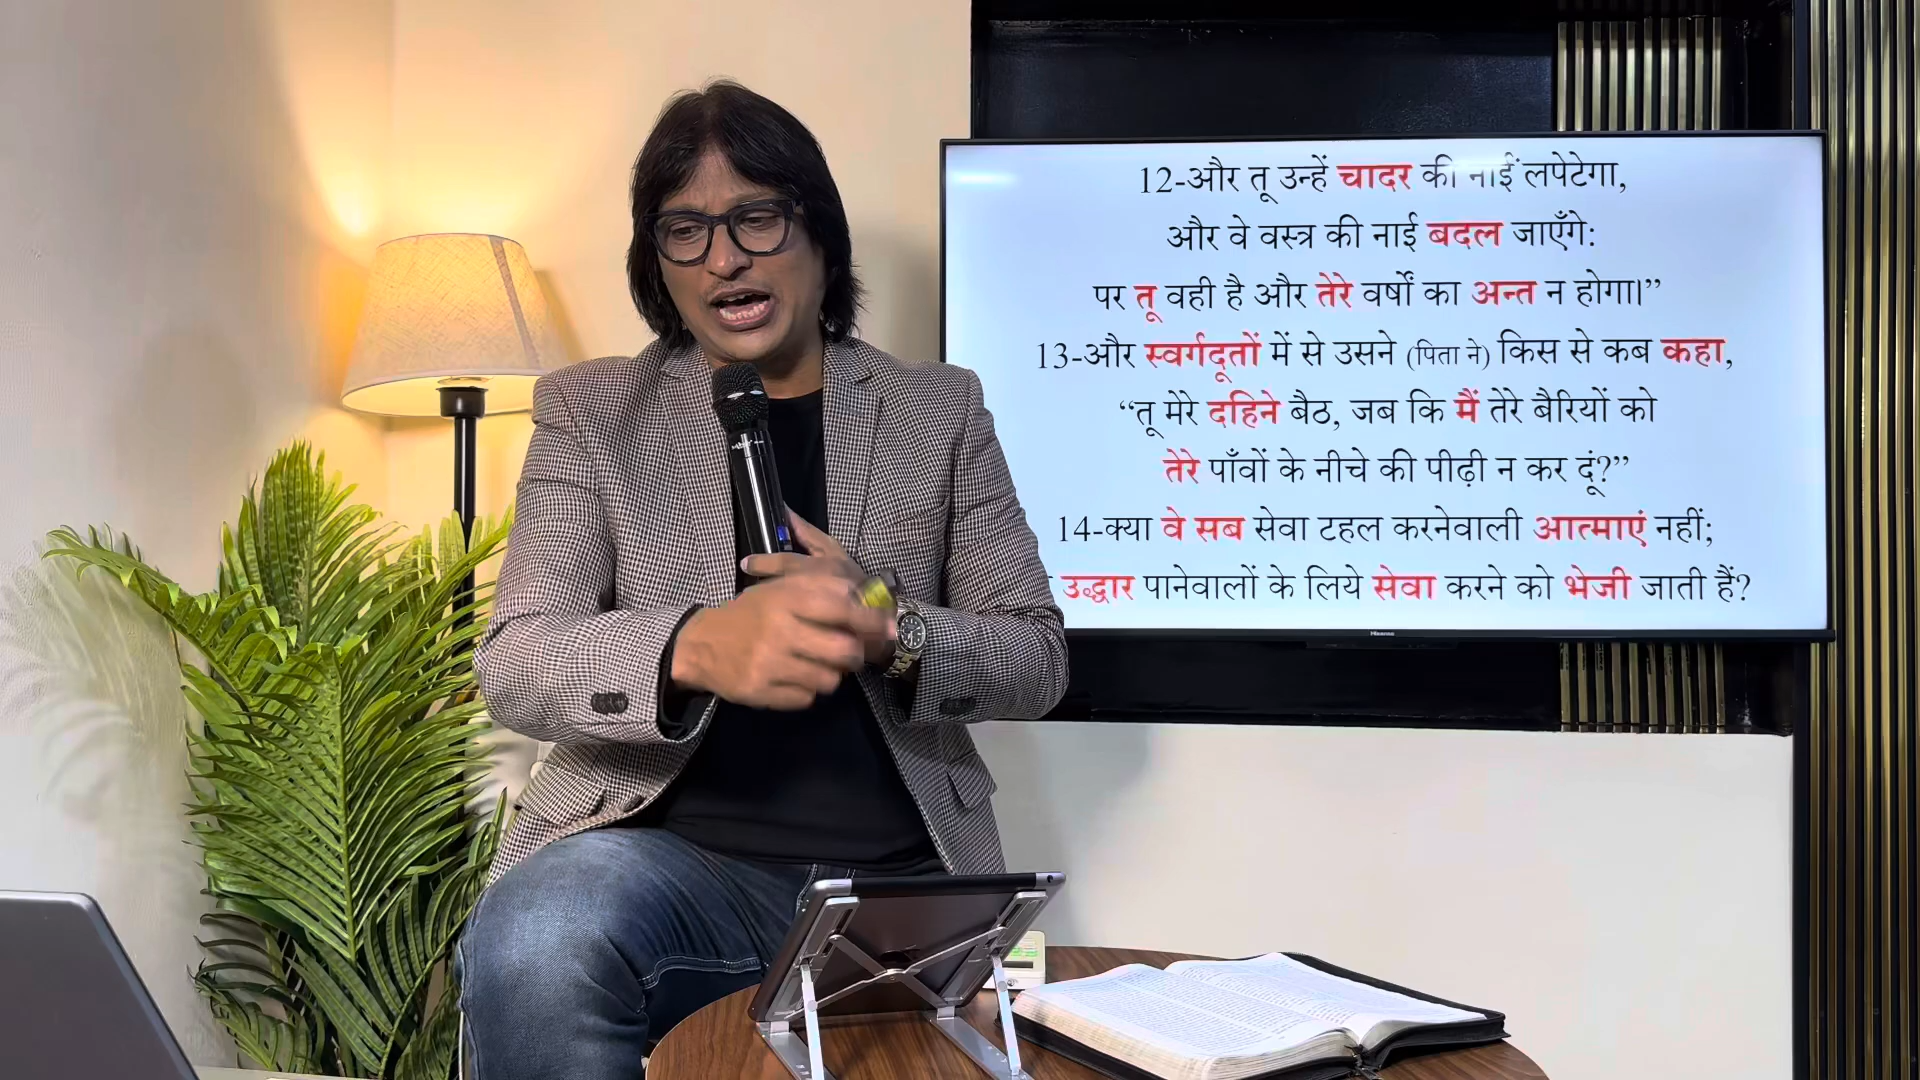 12-और तू उन्हें चादर की नाईं लपेटेगा,
और वे वस्त्र की नाई बदल जाएँगे:
पर तू वही है और तेरे वर्षों का अन्त न होगा।”
13-और स्वर्गदूतों में से उसने (पिता ने) किस से कब कहा,
“तू मेरे दहिने बैठ, जब कि मैं तेरे बैरियों को
तेरे पाँवों के नीचे की पीढ़ी न कर दूं?”
14-क्या वे सब सेवा टहल करनेवाली आत्माएं नहीं;
उद्धार पानेवालों के लिये सेवा करने को भेजी जाती हैं?
Hisense